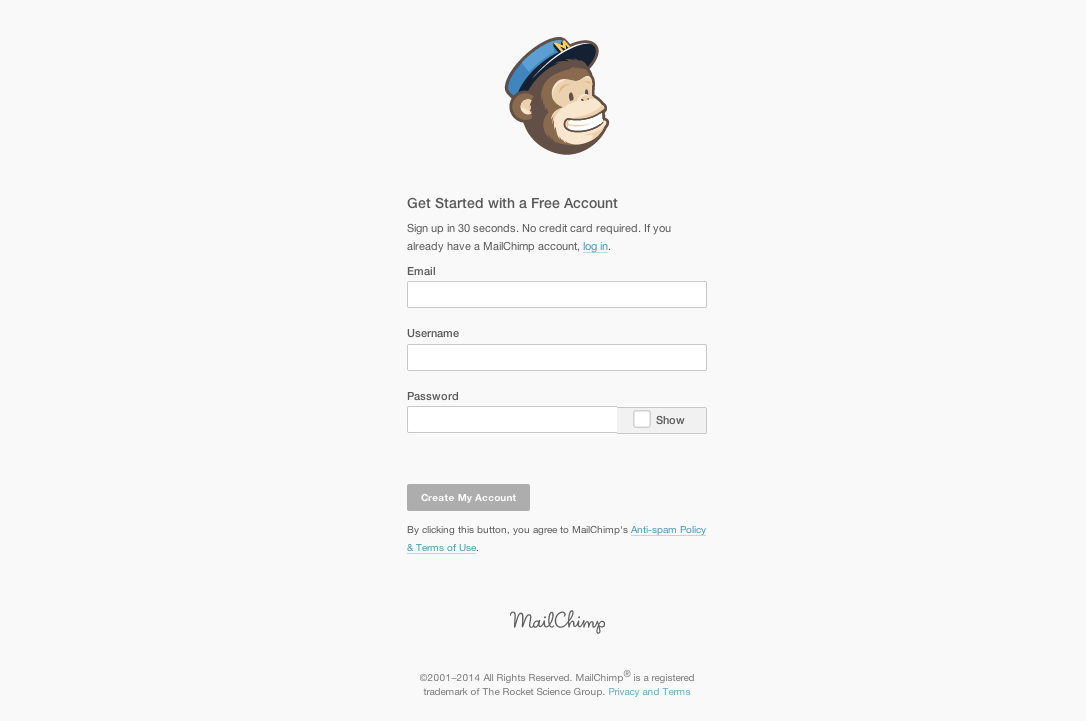 Get Started with a Free Account
Sign up in 30 seconds. No credit card required. If you
already have a MailChimp account, log in.
Email
Username
Password
Show
Create My Account
By clicking this button, you agree to MailChimp's Anti-spam Policy
& Terms of Use.
MailChimp
©2001–2014 All Rights Reserved. MailChimp® is a registered
trademark of The Rocket Science Group. Privacy and Terms